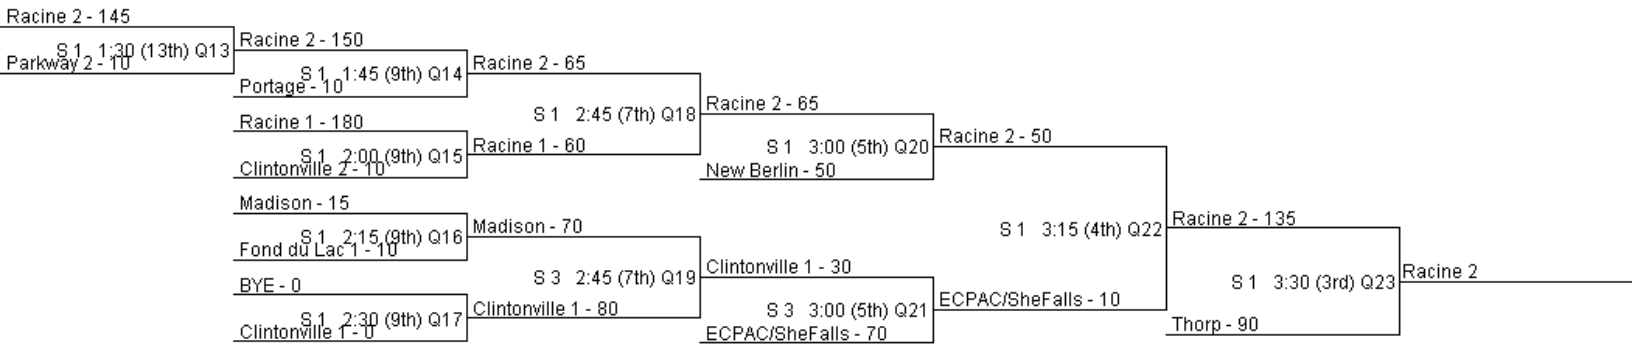 Racine 2 - 145
S 1 1:30 (13th) Q13
Parkway 2 - 10
Racine 2 - 150
S 1 1:45 (9th) Q14
Portage - 10
Racine 1 - 180
S 1 2:00 (9th) Q15
Clintonville 2 - 10
Madison - 15
S 1 2:15 (9th) Q16
Fond du Lac 1 - 10
BYE - 0
S 1 2:30 (9th) Q17
Clintonville 1 - 0
Racine 2 - 65
S 1 2:45 (7th) Q18
Racine 1 - 60
Madison - 70
S 3 2:45 (7th) Q19
Clintonville 1 - 80
Racine 2 - 65
S 1 3:00 (5th) Q20
New Berlin - 50
Clintonville 1 - 30
S 3 3:00 (5th) Q21
ECPAC/SheFalls - 70
Racine 2 - 50
S 1 3:15 (4th) Q22
ECPAC/SheFalls - 10
Racine 2 - 135
S 1 3:30 (3rd) Q23
Thorp - 90
Racine 2